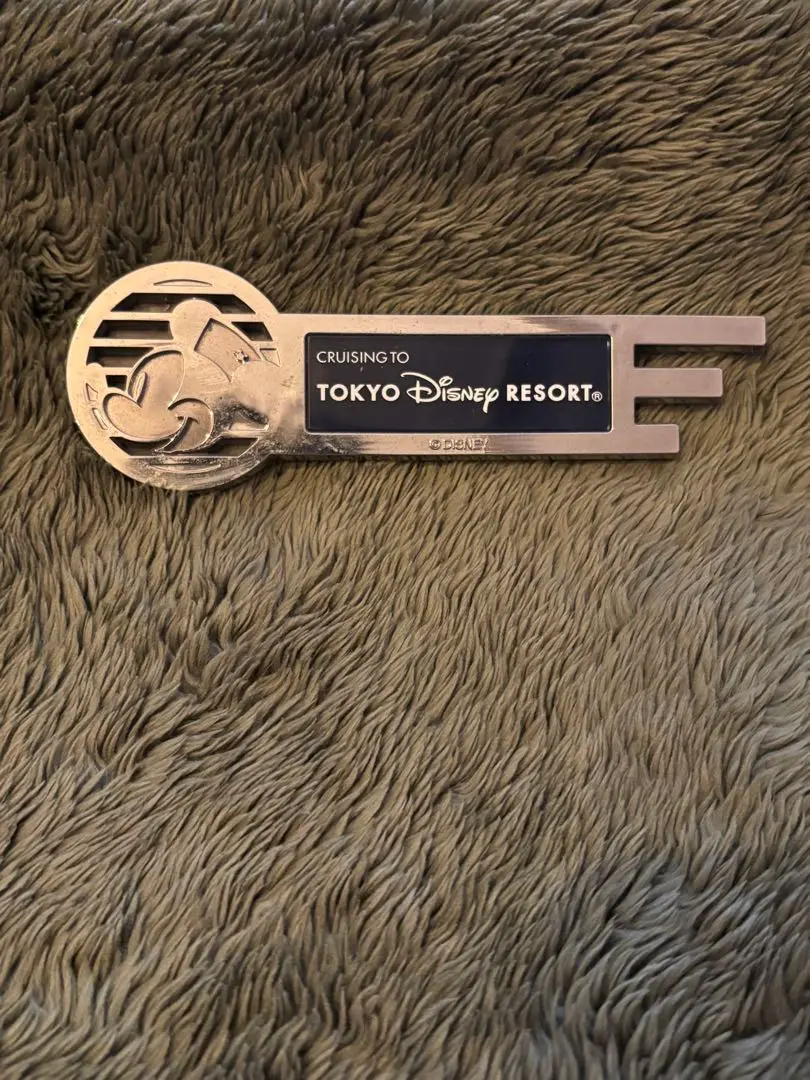 CRUISING TO
TOKYO Disney RESORT®
© DISNEY